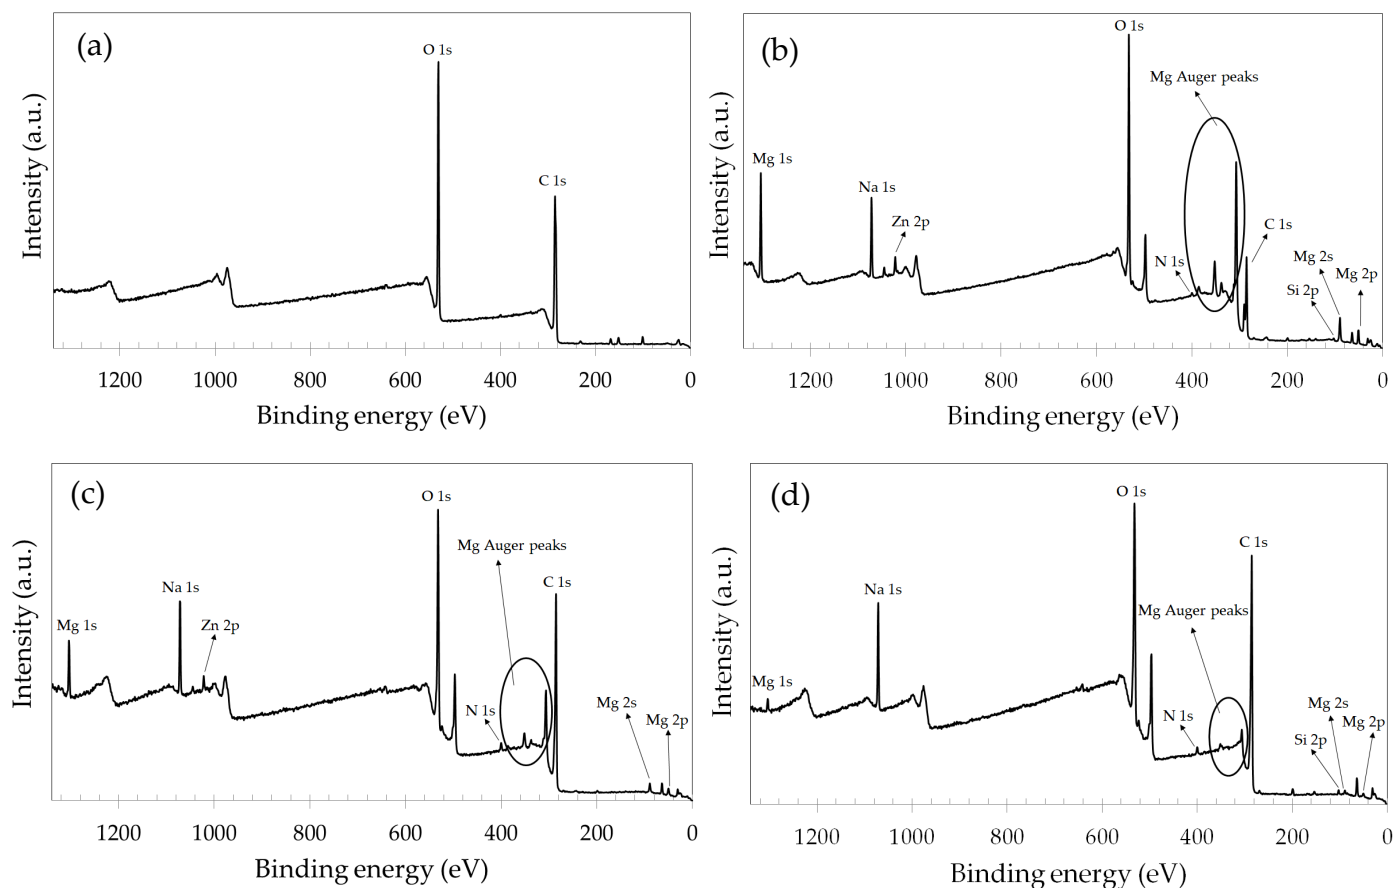 (a)
O 1s
C 1s
Intensity (a.u.)
1200 1000 800 600 400 200 0
Binding energy (eV)
(b)
O 1s
Mg Auger peaks
Mg 1s
Na 1s
Zn 2p
N 1s
C 1s
Mg 2s
Mg 2p
Si 2p
Intensity (a.u.)
1200 1000 800 600 400 200 0
Binding energy (eV)
(c)
O 1s
Mg Auger peaks
C 1s
Na 1s
Mg 1s
Zn 2p
N 1s
Mg 2s
Mg 2p
Intensity (a.u.)
1200 1000 800 600 400 200 0
Binding energy (eV)
(d)
O 1s
C 1s
Na 1s
Mg Auger peaks
Mg 1s
N 1s
Mg 2s
Mg 2p
Si 2p
Intensity (a.u.)
1200 1000 800 600 400 200 0
Binding energy (eV)